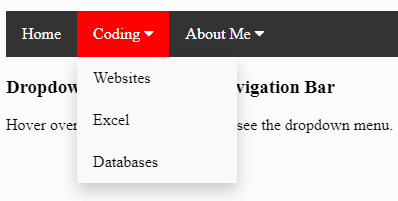 Home Coding About Me
Websites
Dropdow vigation Bar
Excel
Hover over see the dropdown menu.
Databases